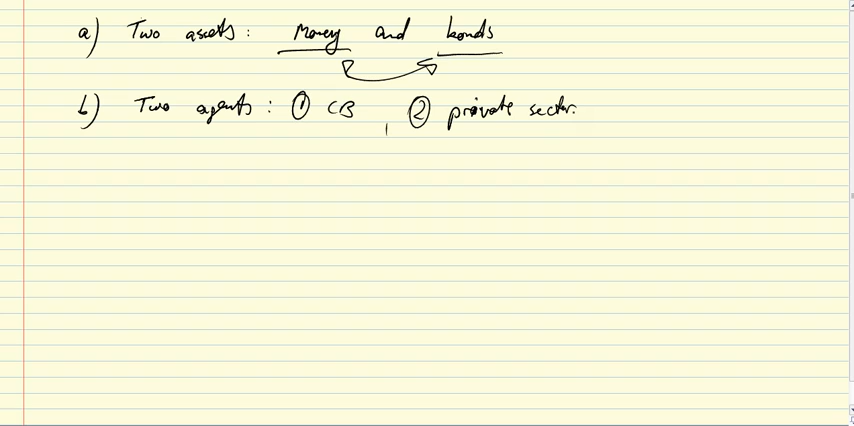 a) Two assets: Money and bonds
b) Two agents: ① CB, ② private sector.